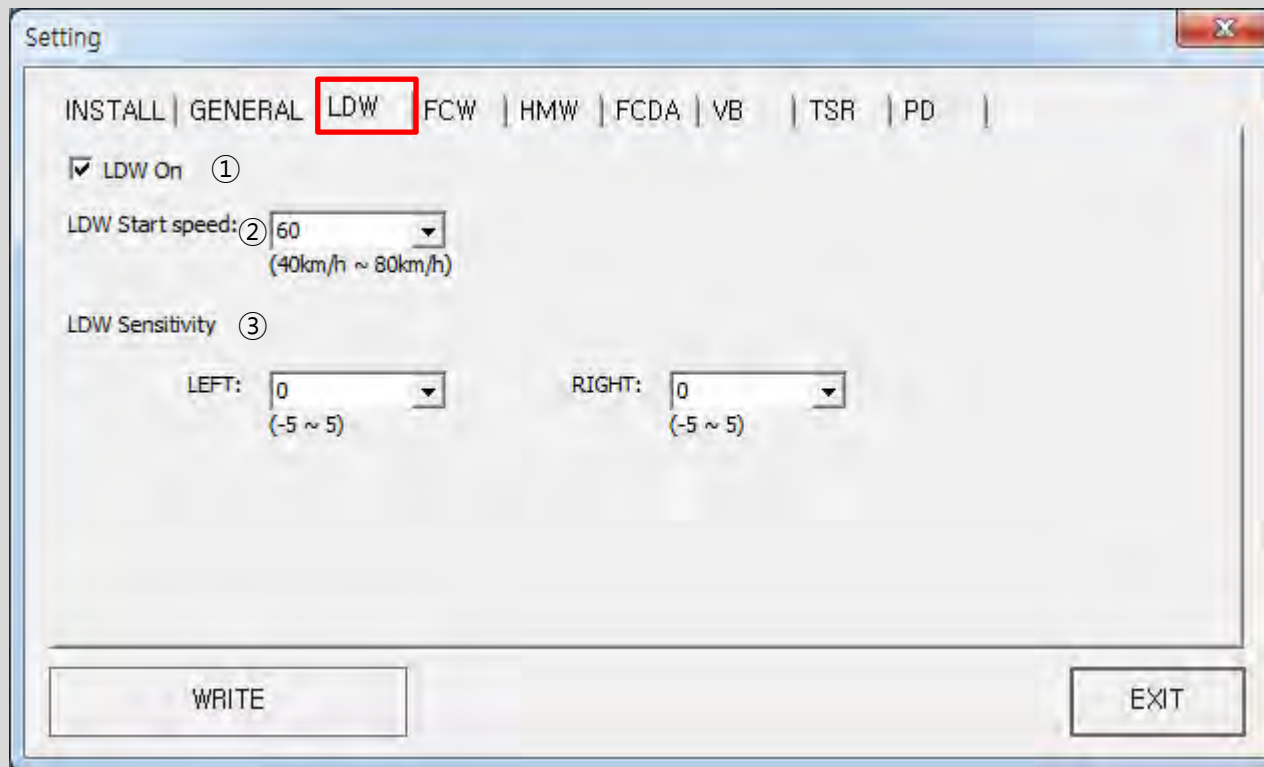 Setting
INSTALL | GENERAL LDW | FCW | HMW | FCDA | VB | TSR | PD |
LDW On ①
LDW Start speed: ② 60
(40km/h ~ 80km/h)
LDW Sensitivity ③
LEFT: 0 RIGHT: 0
(-5 ~ 5) (-5 ~ 5)
WRITE EXIT